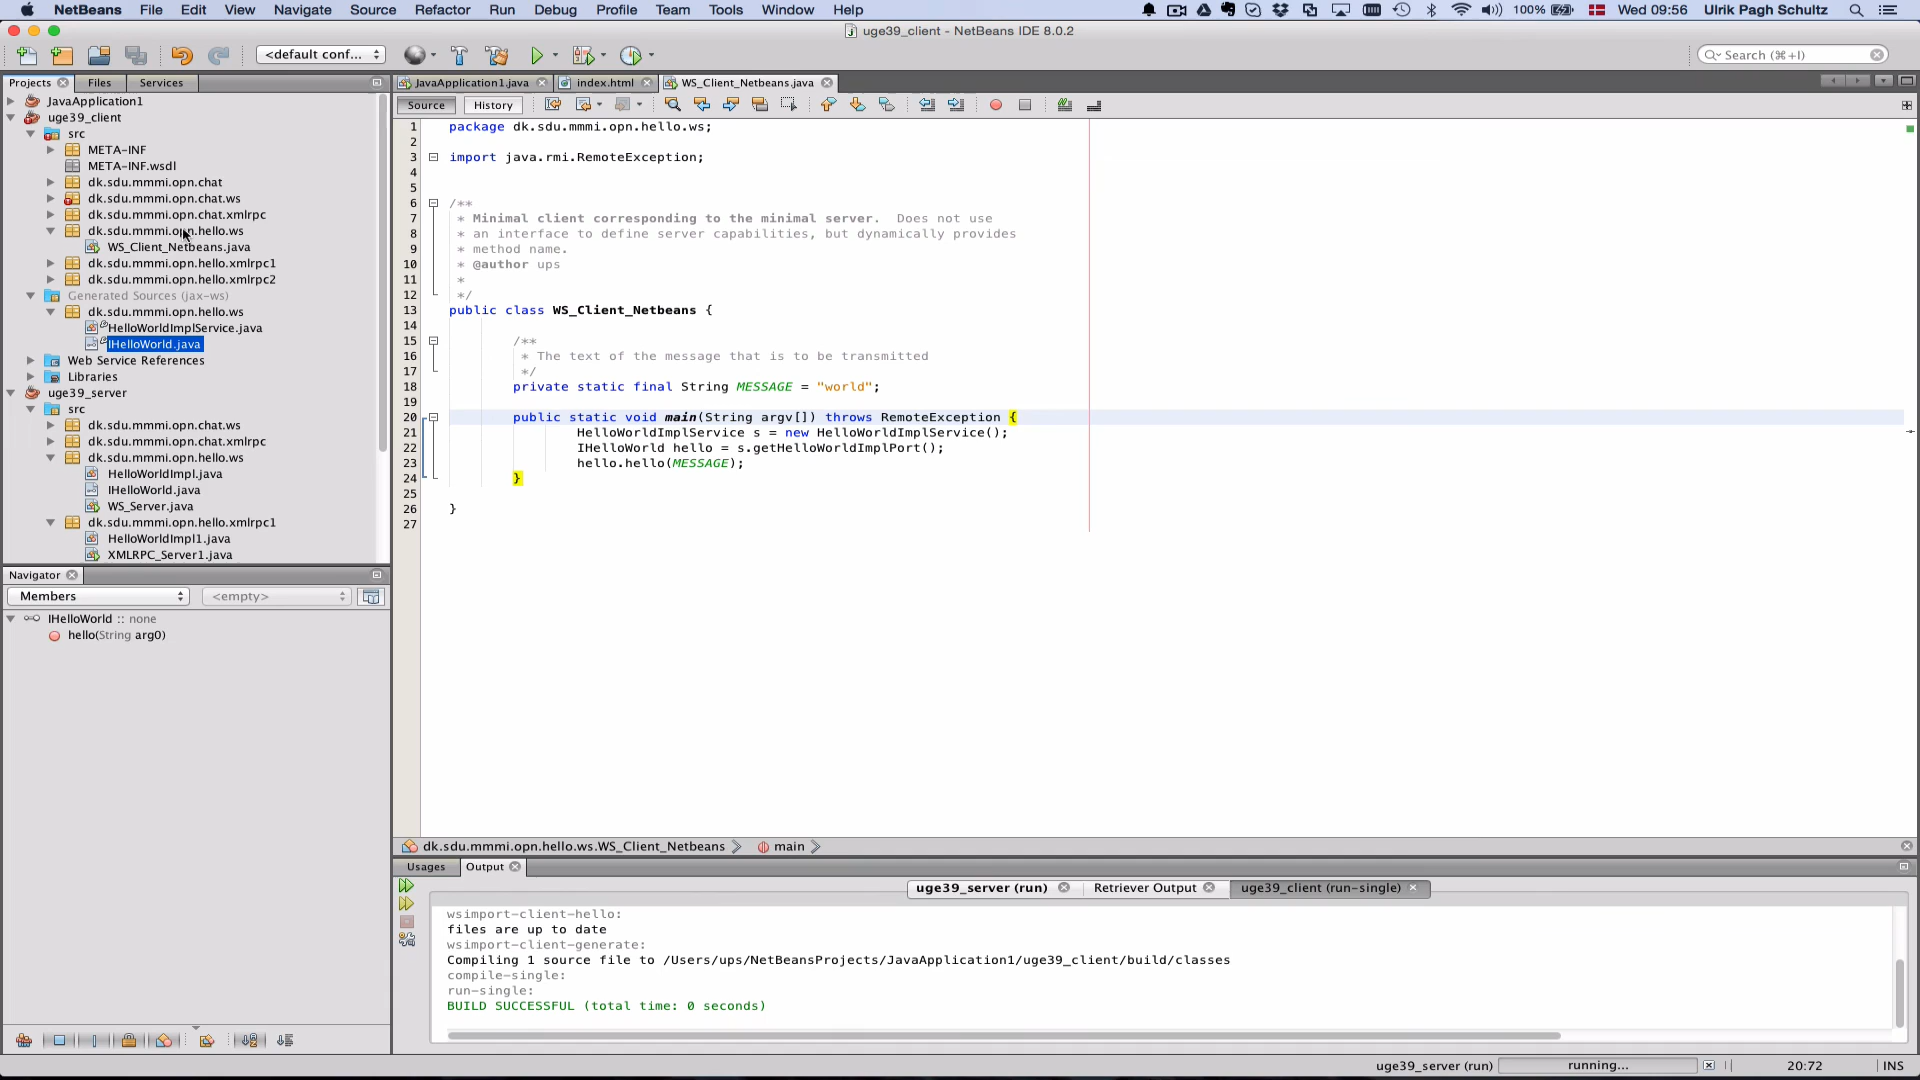 NetBeans File Edit View Navigate Source Refactor Run Debug Profile Team Tools Window Help 100% Wed 09:56 Ulrik Pagh Schultz
uge39_client - NetBeans IDE 8.0.2
<default conf... Search (⌘+I)
Projects Files Services
JavaApplication1.java index.html WS_Client_Netbeans.java
Source History
JavaApplication1
uge39_client
src
META-INF
META-INF.wsdl
dk.sdu.mmmi.opn.chat
dk.sdu.mmmi.opn.chat.ws
dk.sdu.mmmi.opn.chat.xmlrpc
dk.sdu.mmmi.opn.hello.ws
WS_Client_Netbeans.java
dk.sdu.mmmi.opn.hello.xmlrpc1
dk.sdu.mmmi.opn.hello.xmlrpc2
Generated Sources (jax-ws)
dk.sdu.mmmi.opn.hello.ws
HelloWorldImplService.java
IHelloWorld.java
Web Service References
Libraries
uge39_server
src
dk.sdu.mmmi.opn.chat.ws
dk.sdu.mmmi.opn.chat.xmlrpc
dk.sdu.mmmi.opn.hello.ws
HelloWorldImpl.java
IHelloWorld.java
WS_Server.java
dk.sdu.mmmi.opn.hello.xmlrpc1
HelloWorldImpl1.java
XMLRPC_Server1.java
Navigator
Members <empty>
IHelloWorld :: none
hello(String arg0)
1 package dk.sdu.mmmi.opn.hello.ws;
2
3 import java.rmi.RemoteException;
4
5
6 /**
7 * Minimal client corresponding to the minimal server. Does not use
8 * an interface to define server capabilities, but dynamically provides
9 * method name.
10 * @author ups
11 *
12 */
13 public class WS_Client_Netbeans {
14
15 /**
16 * The text of the message that is to be transmitted
17 */
18 private static final String MESSAGE = "world";
19
20 public static void main(String argv[]) throws RemoteException {
21 HelloWorldImplService s = new HelloWorldImplService();
22 IHelloWorld hello = s.getHelloWorldImplPort();
23 hello.hello(MESSAGE);
24 }
25
26 }
27
dk.sdu.mmmi.opn.hello.ws.WS_Client_Netbeans main
Usages Output
uge39_server (run) Retriever Output uge39_client (run-single)
wsimport-client-hello:
files are up to date
wsimport-client-generate:
Compiling 1 source file to /Users/ups/NetBeansProjects/JavaApplication1/uge39_client/build/classes
compile-single:
run-single:
BUILD SUCCESSFUL (total time: 0 seconds)
uge39_server (run) running... 20:72 INS